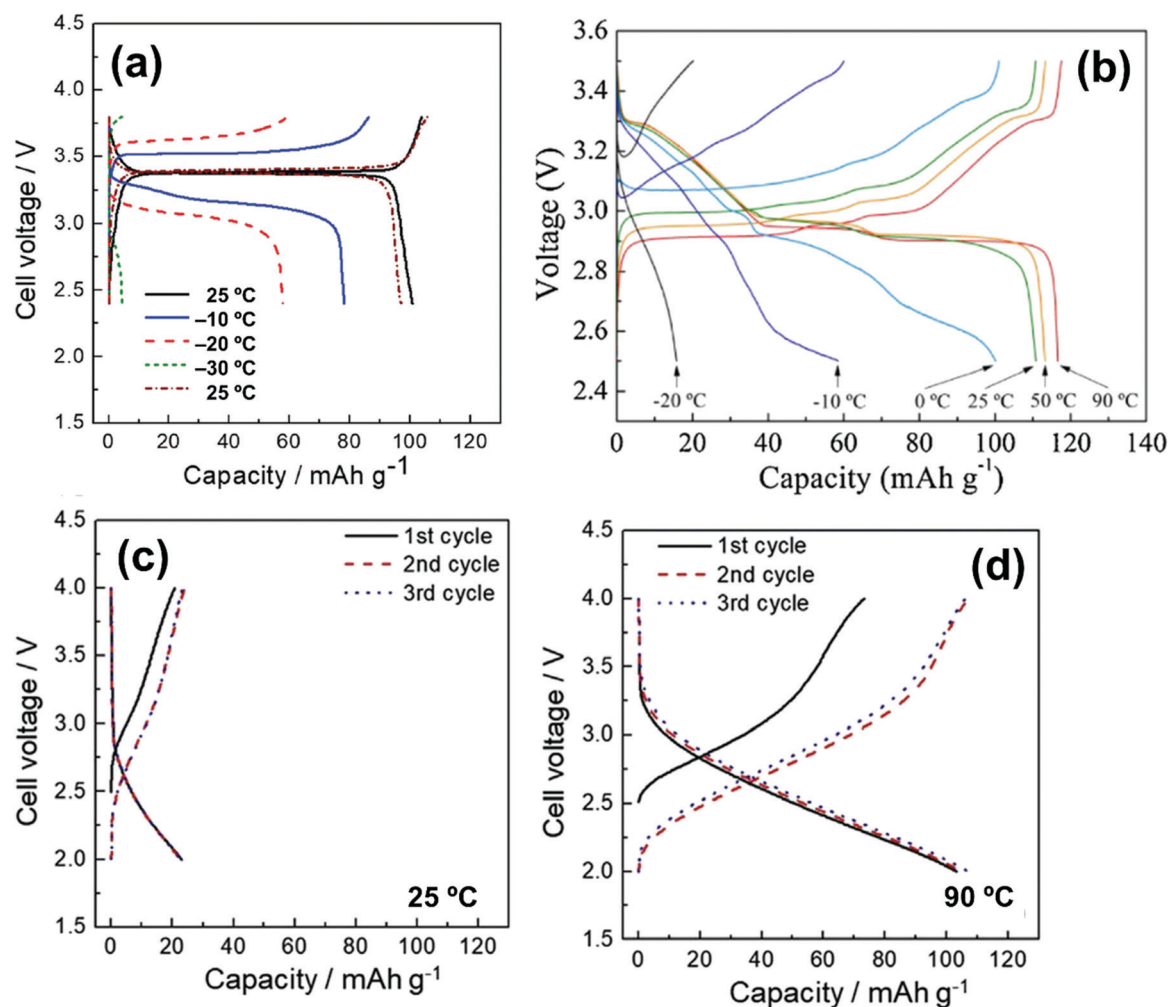 (a)
4.5
4.0
3.5
3.0
2.5
2.0
1.5
Cell voltage / V
25 ºC
–10 ºC
–20 ºC
–30 ºC
25 ºC
0 20 40 60 80 100 120
Capacity / mAh g-1
(b)
3.6
3.4
3.2
3.0
2.8
2.6
2.4
Voltage (V)
-20 ºC -10 ºC 0 ºC 25 ºC 50 ºC 90 ºC
0 20 40 60 80 100 120 140
Capacity (mAh g-1)
(c)
4.5
4.0
3.5
3.0
2.5
2.0
1.5
Cell voltage / V
1st cycle
2nd cycle
3rd cycle
25 ºC
0 20 40 60 80 100 120
Capacity / mAh g-1
(d)
4.5
4.0
3.5
3.0
2.5
2.0
1.5
Cell voltage / V
1st cycle
2nd cycle
3rd cycle
90 ºC
0 20 40 60 80 100 120
Capacity / mAh g-1